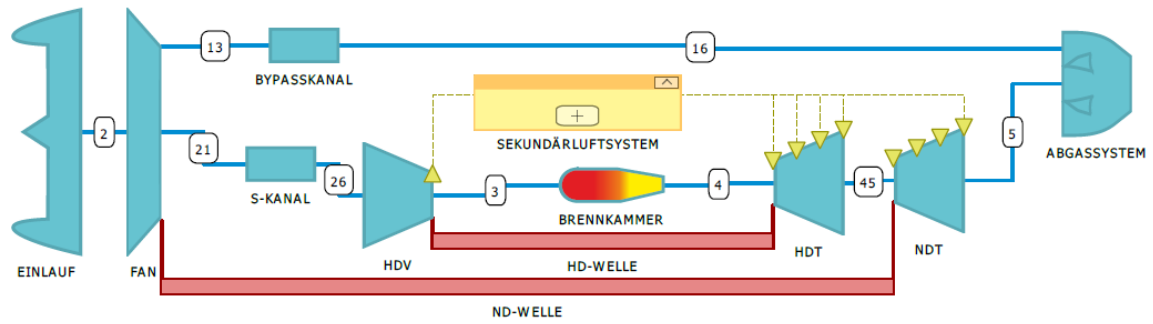 13
16
BYPASSKANAL
2
21
+
SEKUNDÄRLUFTSYSTEM
5
ABGASSYSTEM
26
S-KANAL
3
4
45
BRENNKAMMER
EINLAUF
FAN
HDV
HD-WELLE
HDT
NDT
ND-WELLE